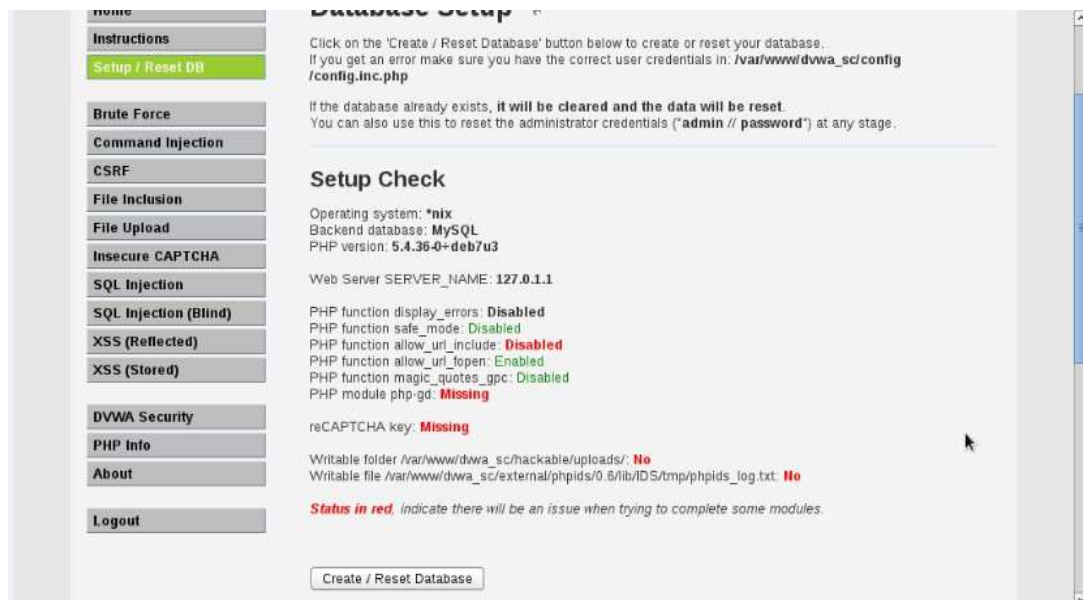 Home
Instructions
Setup / Reset DB
Brute Force
Command Injection
CSRF
File Inclusion
File Upload
Insecure CAPTCHA
SQL Injection
SQL Injection (Blind)
XSS (Reflected)
XSS (Stored)
DVWA Security
PHP Info
About
Logout
Database Setup
Click on the 'Create / Reset Database' button below to create or reset your database.
If you get an error make sure you have the correct user credentials in: /var/www/dvwa_sc/config
/config.inc.php
If the database already exists, it will be cleared and the data will be reset.
You can also use this to reset the administrator credentials ("admin // password") at any stage.
Setup Check
Operating system: *nix
Backend database: MySQL
PHP version: 5.4.36-0+deb7u3
Web Server SERVER_NAME: 127.0.1.1
PHP function display_errors: Disabled
PHP function safe_mode: Disabled
PHP function allow_url_include: Disabled
PHP function allow_url_fopen: Enabled
PHP function magic_quotes_gpc: Disabled
PHP module php-gd: Missing
reCAPTCHA key: Missing
Writable folder /var/www/dvwa_sc/hackable/uploads/: No
Writable file /var/www/dvwa_sc/external/phpids/0.6/lib/IDS/tmp/phpids_log.txt: No
Status in red, indicate there will be an issue when trying to complete some modules.
Create / Reset Database